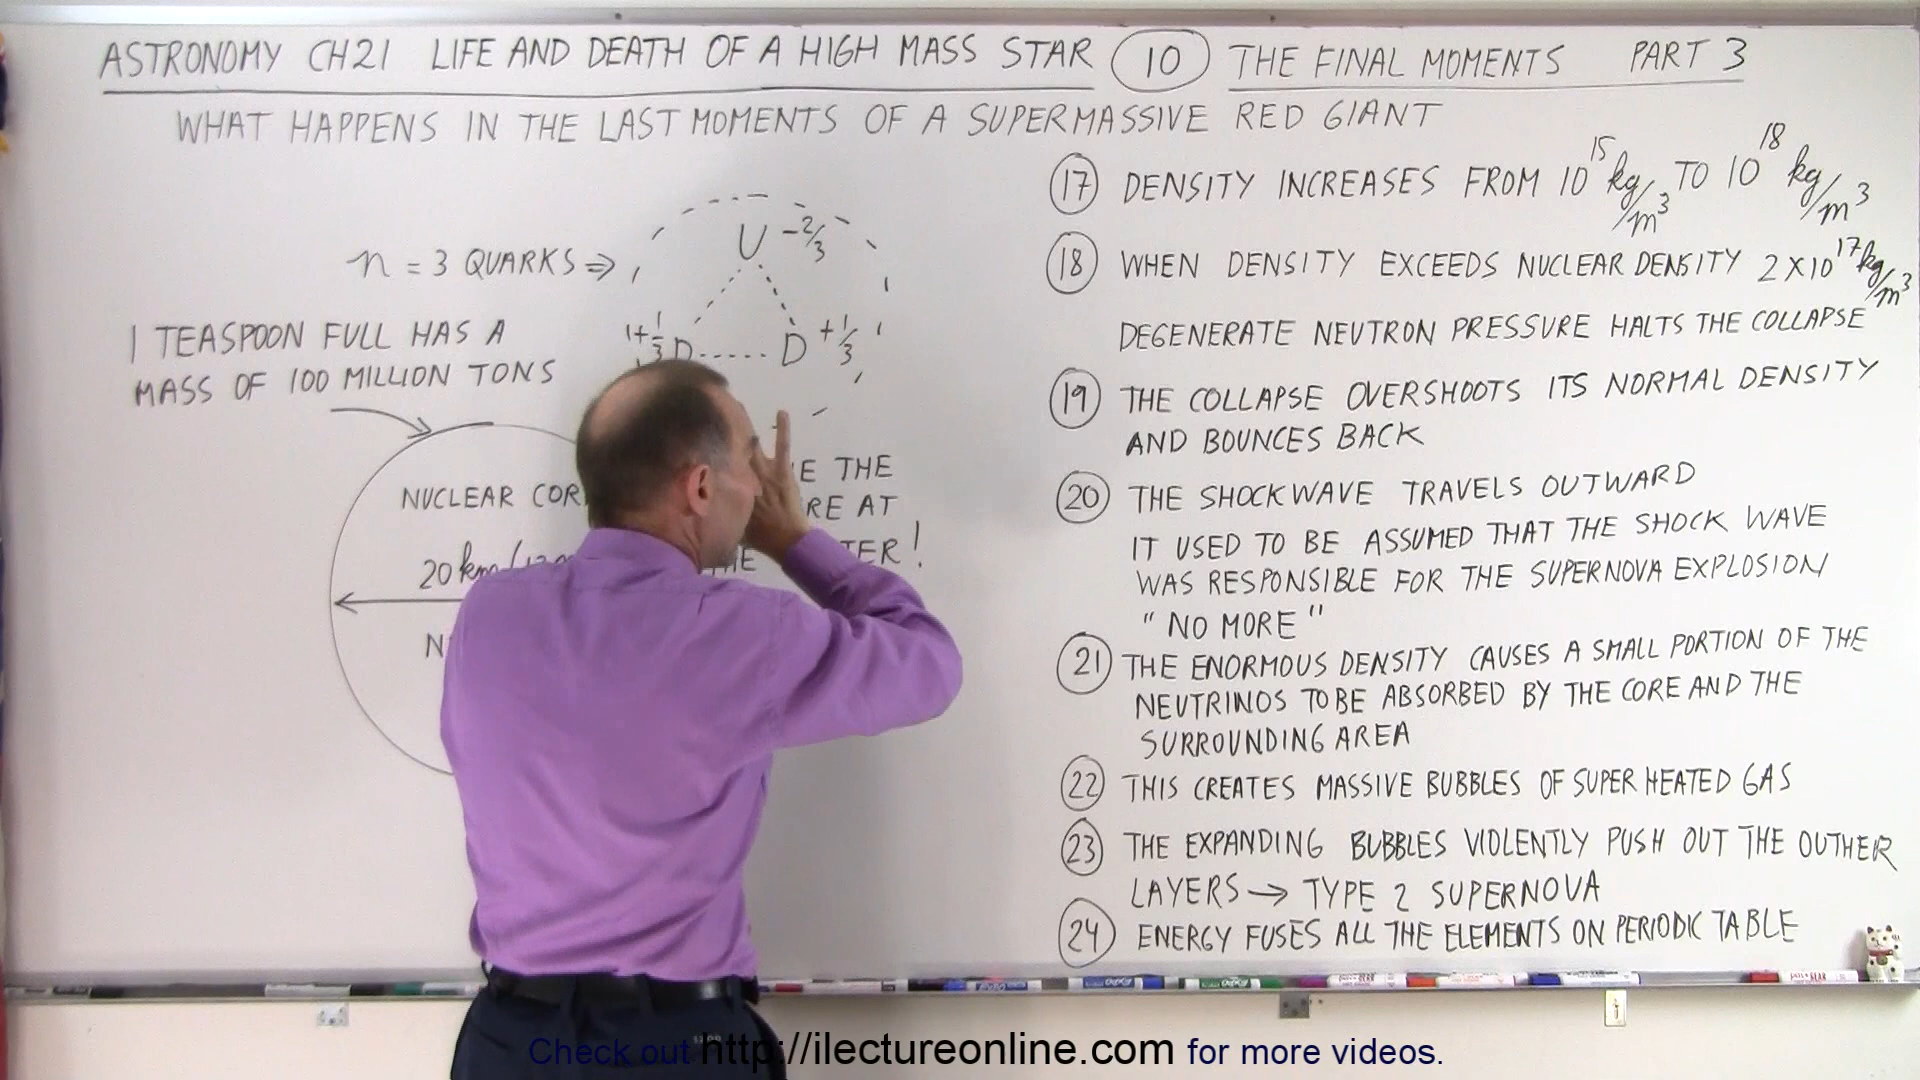 ASTRONOMY CH21 LIFE AND DEATH OF A HIGH MASS STAR 10 THE FINAL MOMENTS PART 3
WHAT HAPPENS IN THE LAST MOMENTS OF A SUPERMASSIVE RED GIANT
n = 3 QUARKS ⇒
U -2/3
+1/3 D D +1/3
1 TEASPOON FULL HAS A
MASS OF 100 MILLION TONS
NUCLEAR COR
20 km
THE
AT
!
17 DENSITY INCREASES FROM 10^15 kg/m^3 TO 10^18 kg/m^3
18 WHEN DENSITY EXCEEDS NUCLEAR DENSITY 2 X 10^17 kg/m^3
DEGENERATE NEUTRON PRESSURE HALTS THE COLLAPSE
19 THE COLLAPSE OVERSHOOTS ITS NORMAL DENSITY
AND BOUNCES BACK
20 THE SHOCKWAVE TRAVELS OUTWARD
IT USED TO BE ASSUMED THAT THE SHOCK WAVE
WAS RESPONSIBLE FOR THE SUPERNOVA EXPLOSION
"NO MORE"
21 THE ENORMOUS DENSITY CAUSES A SMALL PORTION OF THE
NEUTRINOS TO BE ABSORBED BY THE CORE AND THE
SURROUNDING AREA
22 THIS CREATES MASSIVE BUBBLES OF SUPER HEATED GAS
23 THE EXPANDING BUBBLES VIOLENTLY PUSH OUT THE OUTHER
LAYERS → TYPE 2 SUPERNOVA
24 ENERGY FUSES ALL THE ELEMENTS ON PERIODIC TABLE
Check out http://ilectureonline.com for more videos.